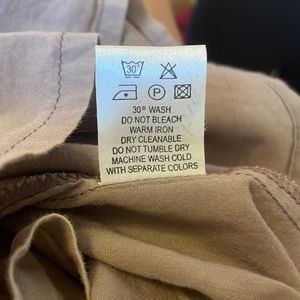 30°
P
30° WASH
DO NOT BLEACH
WARM IRON
DRY CLEANABLE
DO NOT TUMBLE DRY
MACHINE WASH COLD
WITH SEPARATE COLORS